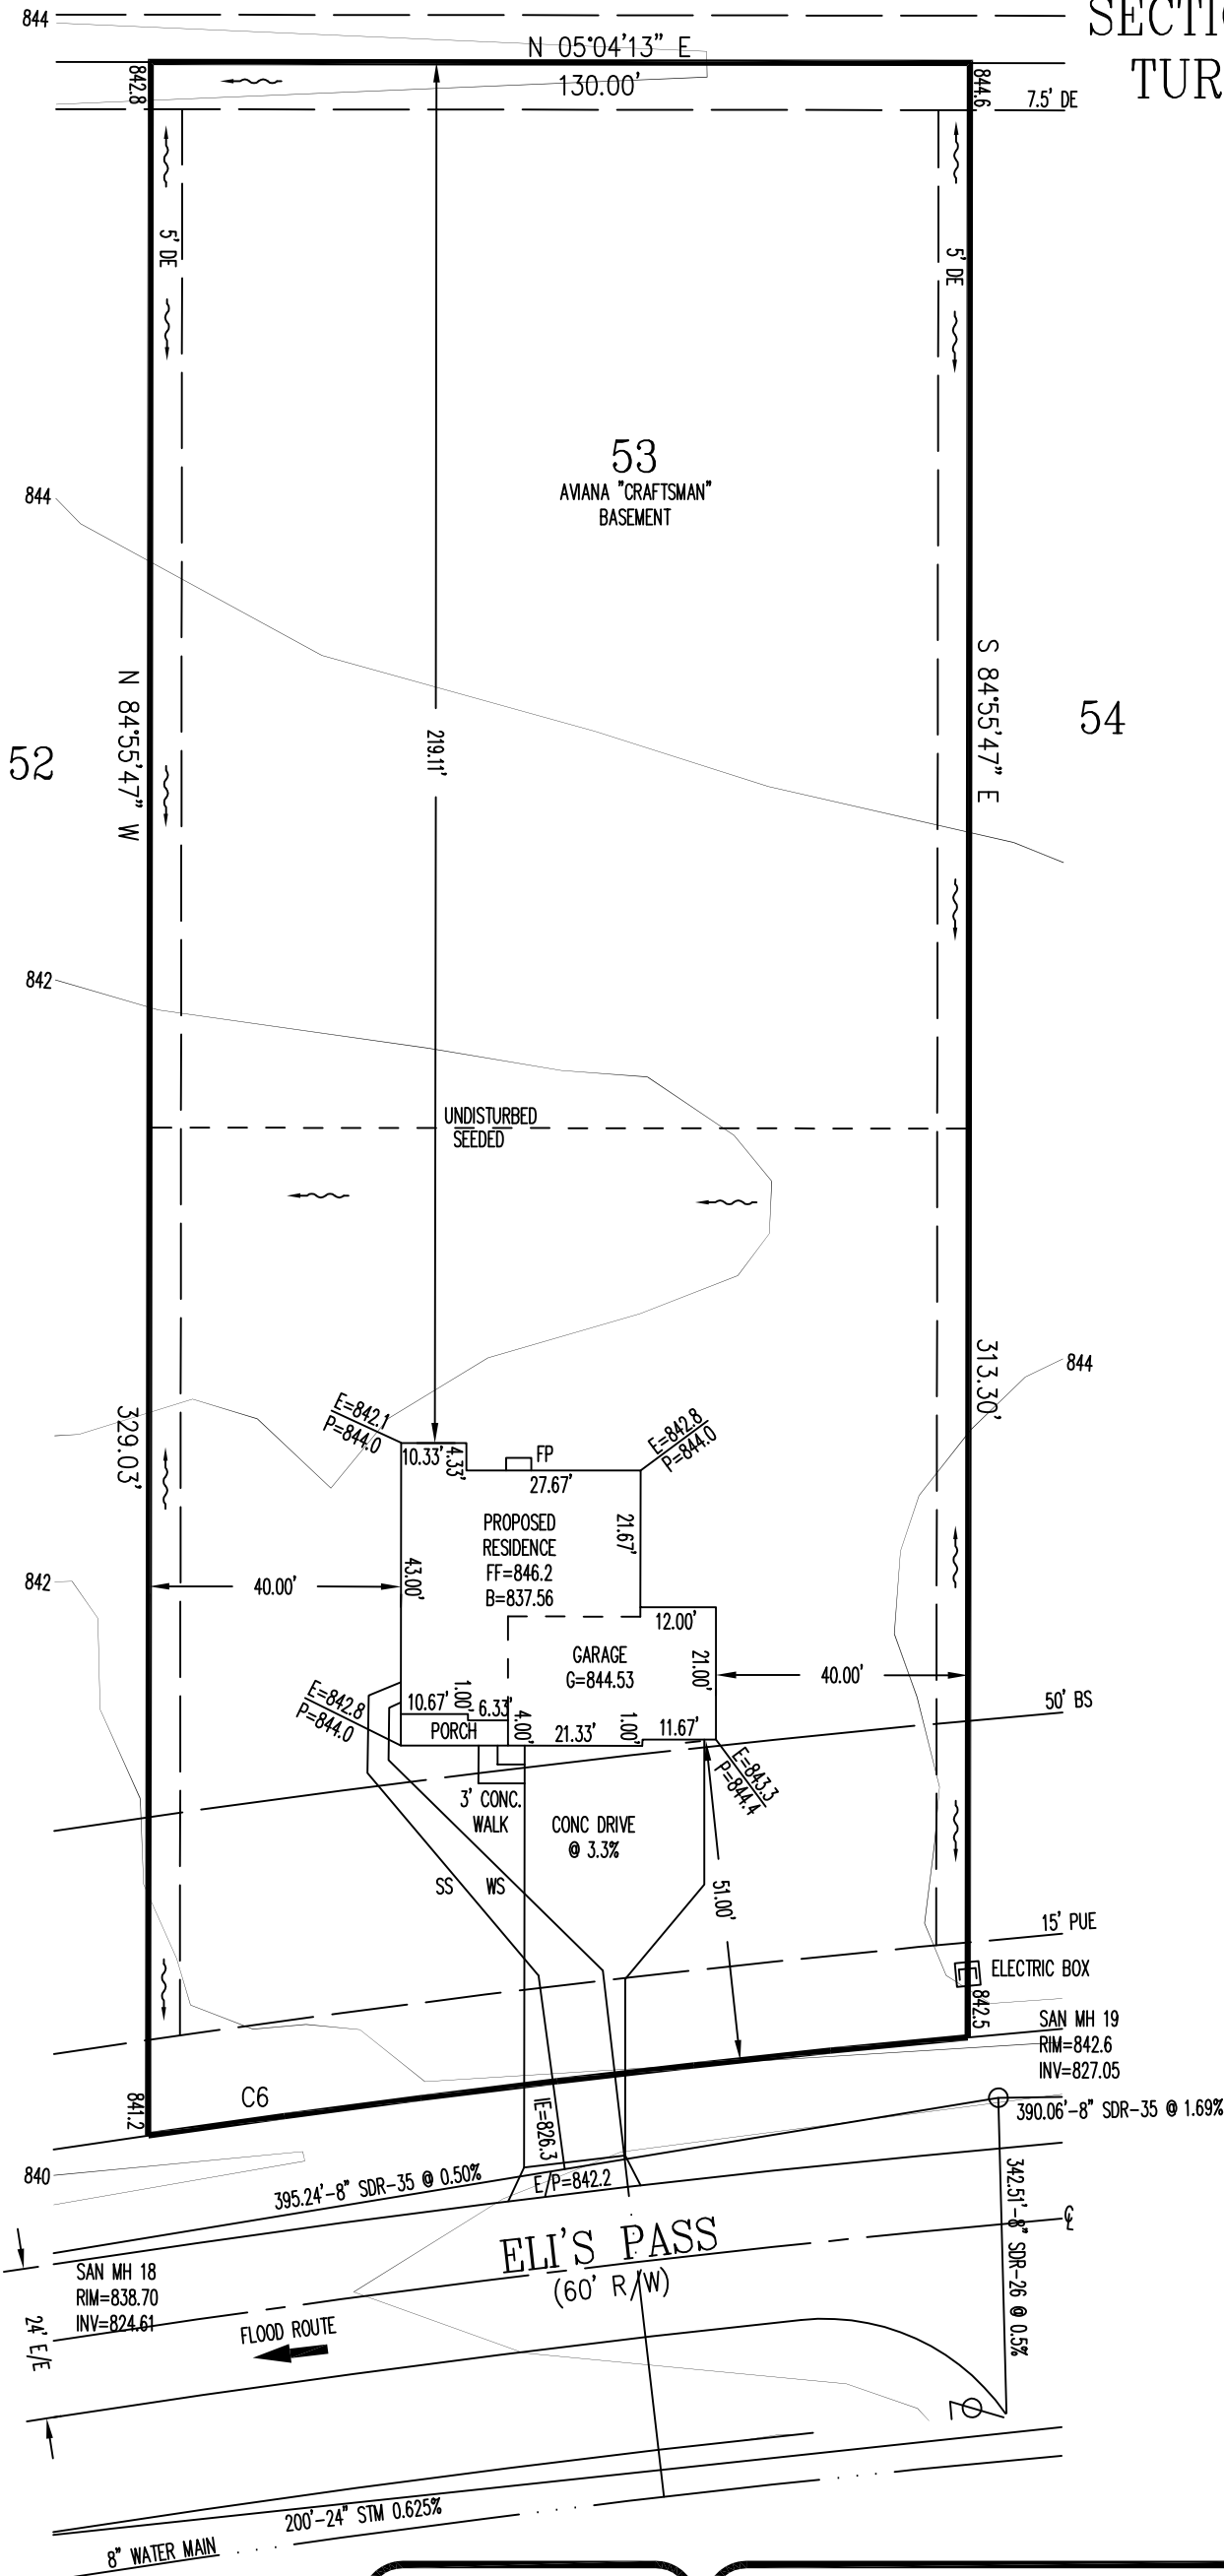 844
SECTIO
N 05°04'13" E
130.00'
TUR
842.8
844.6
7.5' DE
5' DE
5' DE
53
AVIANA "CRAFTSMAN"
BASEMENT
844
N 84°55'47" W
S 84°55'47" E
52
54
219.11'
842
UNDISTURBED
SEEDED
329.03'
313.30'
844
E=842.1
P=844.0
10.33'
4.33'
FP
27.67'
E=842.8
P=844.0
PROPOSED
RESIDENCE
FF=846.2
B=837.56
21.67'
43.00'
842
40.00'
12.00'
GARAGE
G=844.53
21.00'
40.00'
E=842.8
P=844.0
10.67'
1.00'
6.33'
PORCH
4.00'
21.33'
1.00'
11.67'
50' BS
E=843.3
P=844.4
3' CONC.
WALK
CONC DRIVE
@ 3.3%
SS
WS
51.00'
15' PUE
ELECTRIC BOX
842.5
SAN MH 19
RIM=842.6
INV=827.05
841.2
C6
IE=826.3
390.06'-8" SDR-35 @ 1.69%
840
395.24'-8" SDR-35 @ 0.50%
E/P=842.2
342.51'-8" SDR-26 @ 0.5%
ELI'S PASS
(60' R/W)
℄
SAN MH 18
RIM=838.70
INV=824.61
24' E/E
FLOOD ROUTE
200'-24" STM 0.625%
8" WATER MAIN